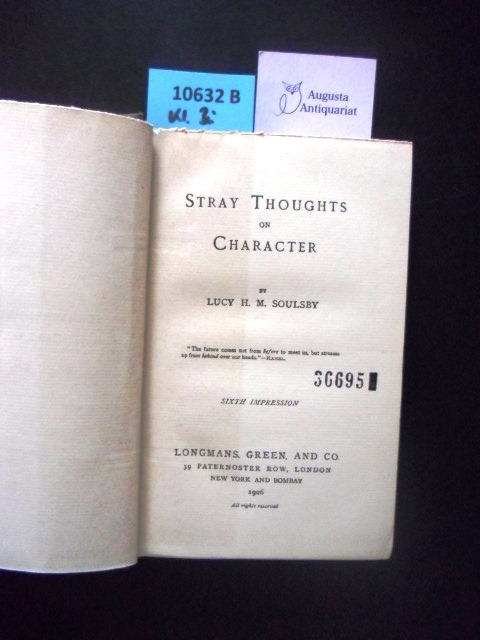 10632 B
Augusta
Antiquariat
STRAY THOUGHTS
ON
CHARACTER
BY
LUCY H. M. SOULSBY
"The future comes not from before to meet us, but streams
up from behind over our heads."—RAHEL.
36695
SIXTH IMPRESSION
LONGMANS, GREEN, AND CO.
39 PATERNOSTER ROW, LONDON
NEW YORK AND BOMBAY
1906
All rights reserved